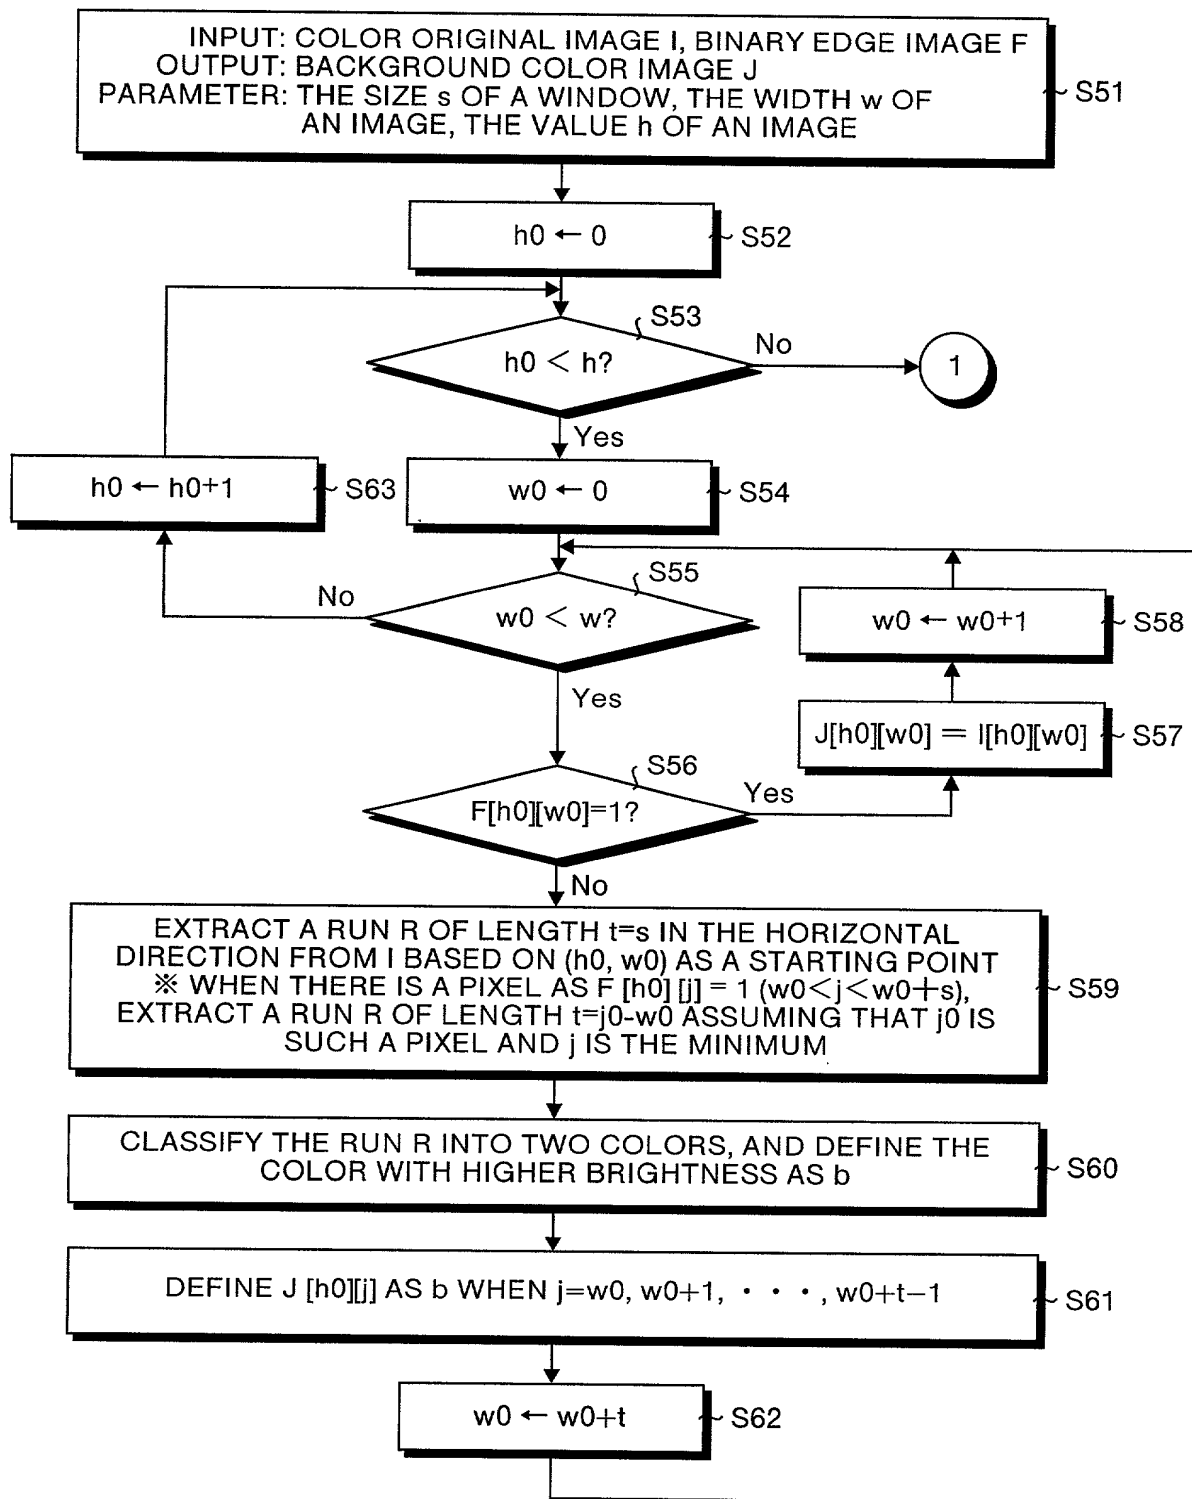 INPUT: COLOR ORIGINAL IMAGE I, BINARY EDGE IMAGE F
OUTPUT: BACKGROUND COLOR IMAGE J
PARAMETER: THE SIZE s OF A WINDOW, THE WIDTH w OF
AN IMAGE, THE VALUE h OF AN IMAGE
S51
h0 ← 0
S52
S53
h0 < h?
No
1
Yes
h0 ← h0+1
S63
w0 ← 0
S54
S55
No
w0 < w?
w0 ← w0+1
S58
Yes
J[h0][w0] = I[h0][w0]
S57
S56
F[h0][w0]=1?
Yes
No
EXTRACT A RUN R OF LENGTH t=s IN THE HORIZONTAL
DIRECTION FROM I BASED ON (h0, w0) AS A STARTING POINT
※ WHEN THERE IS A PIXEL AS F [h0] [j] = 1 (w0<j<w0+s),
EXTRACT A RUN R OF LENGTH t=j0-w0 ASSUMING THAT j0 IS
SUCH A PIXEL AND j IS THE MINIMUM
S59
CLASSIFY THE RUN R INTO TWO COLORS, AND DEFINE THE
COLOR WITH HIGHER BRIGHTNESS AS b
S60
DEFINE J [h0][j] AS b WHEN j=w0, w0+1, ・・・, w0+t−1
S61
w0 ← w0+t
S62